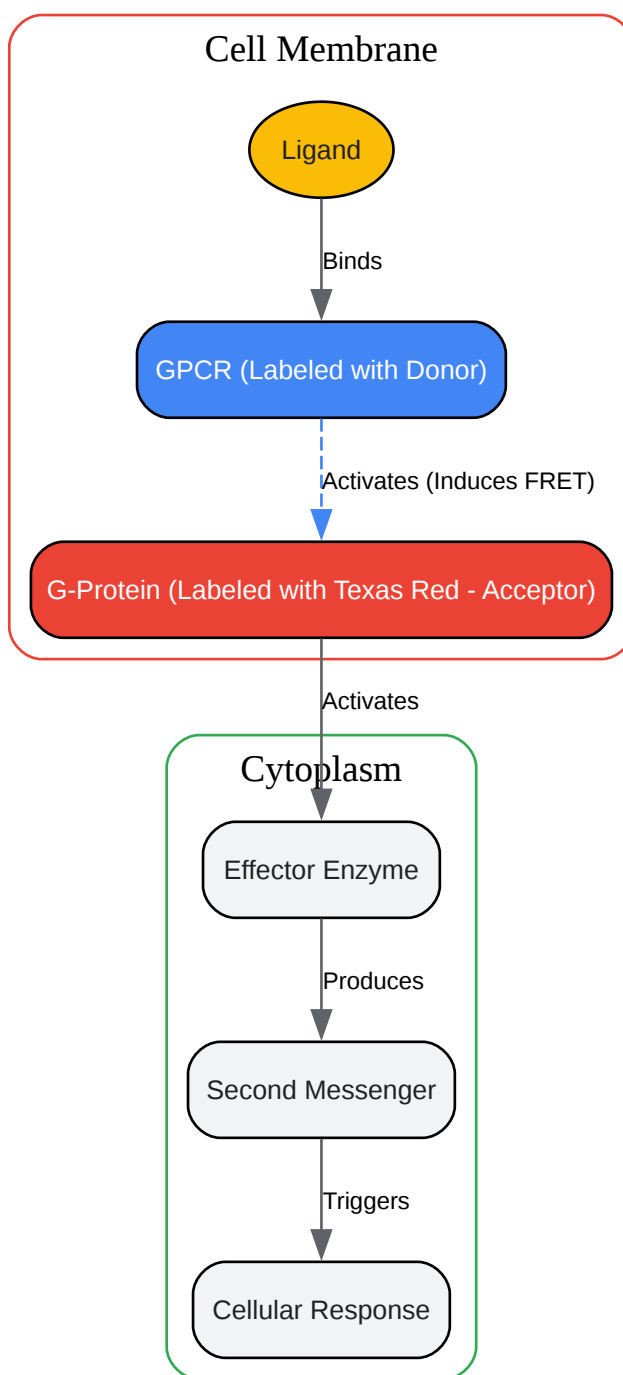 Cell Membrane
Ligand
Binds
GPCR (Labeled with Donor)
Activates (Induces FRET)
G-Protein (Labeled with Texas Red - Acceptor)
Activates
Cytoplasm
Effector Enzyme
Produces
Second Messenger
Triggers
Cellular Response